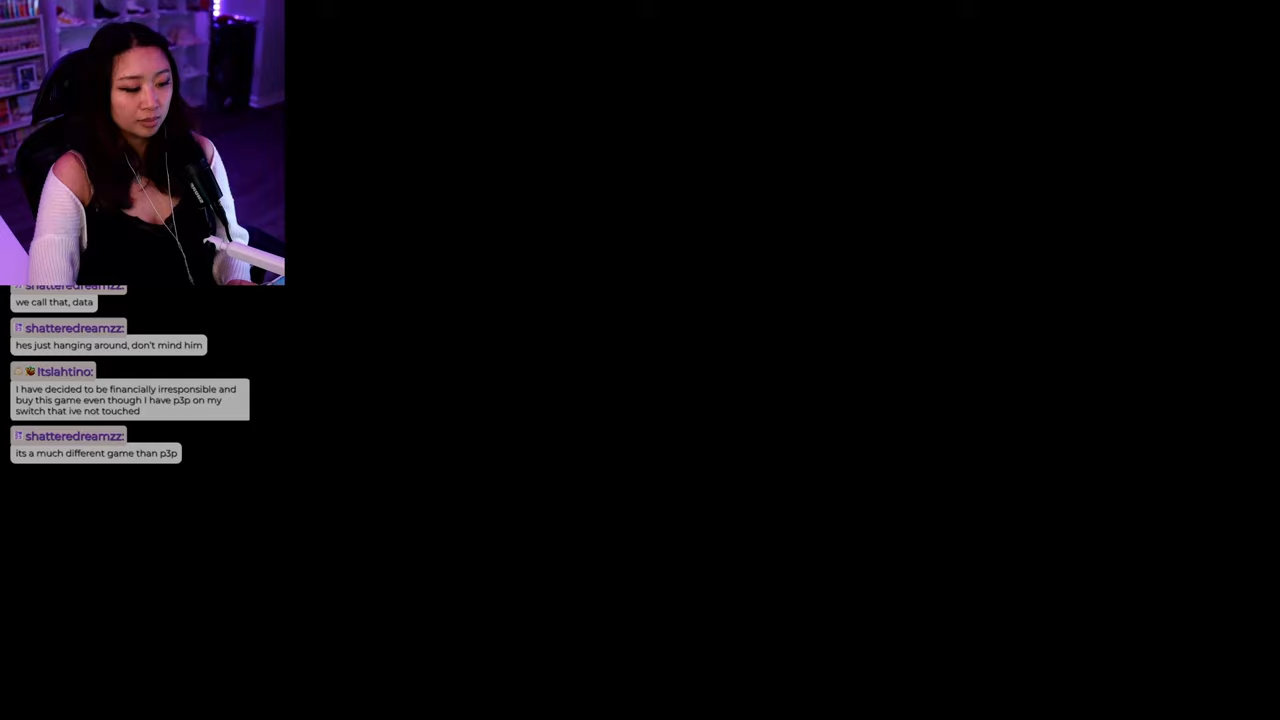 shatteredreamzz:
we call that, data
shatteredreamzz:
hes just hanging around, don't mind him
Itslahtino:
I have decided to be financially irresponsible and
buy this game even though I have p3p on my
switch that ive not touched
shatteredreamzz:
its a much different game than p3p